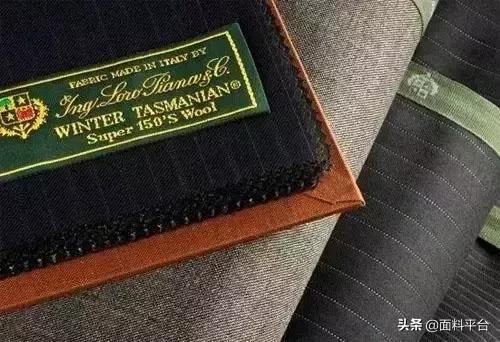 FABRIC MADE IN ITALY BY
Ing. Loro Piana & C.
WINTER TASMANIAN®
Super 150'S Wool
头条 @面料平台